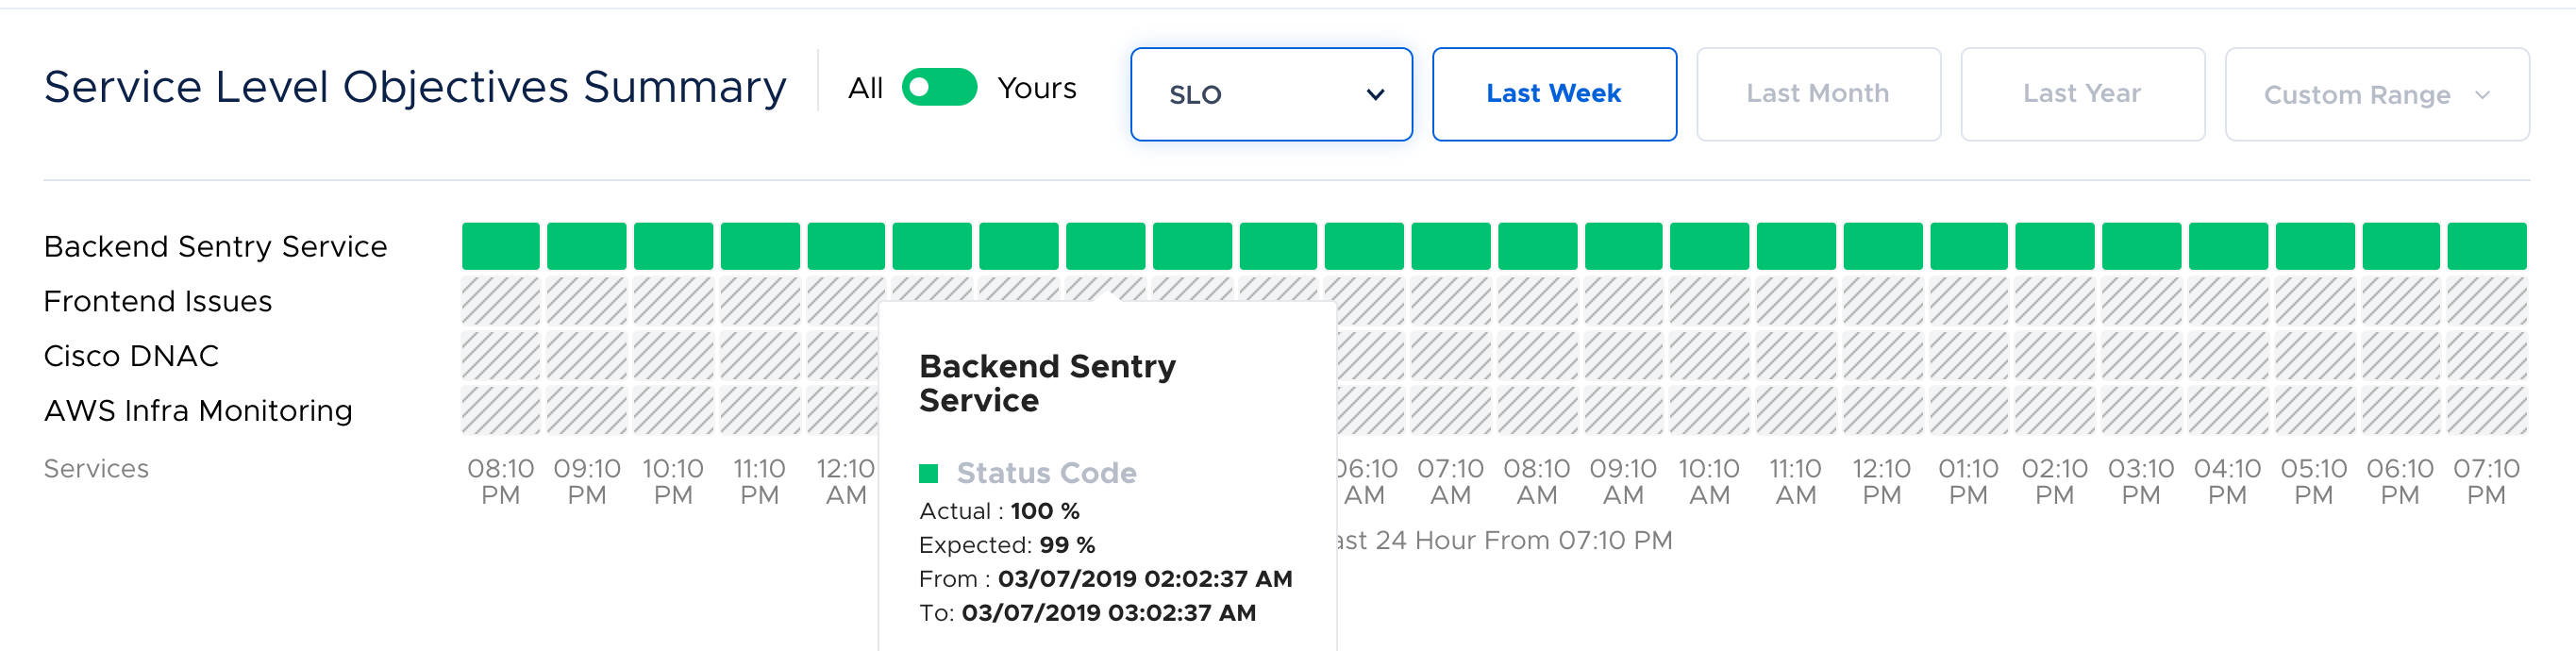 Service Level Objectives Summary
All Yours
SLO
Last Week
Last Month
Last Year
Custom Range
Backend Sentry Service
Frontend Issues
Cisco DNAC
AWS Infra Monitoring
Services
08:10 PM
09:10 PM
10:10 PM
11:10 PM
12:10 AM
06:10 AM
07:10 AM
08:10 AM
09:10 AM
10:10 AM
11:10 AM
12:10 PM
01:10 PM
02:10 PM
03:10 PM
04:10 PM
05:10 PM
06:10 PM
07:10 PM
24 Hour From 07:10 PM
Backend Sentry
Service
Status Code
Actual : 100 %
Expected: 99 %
From : 03/07/2019 02:02:37 AM
To: 03/07/2019 03:02:37 AM